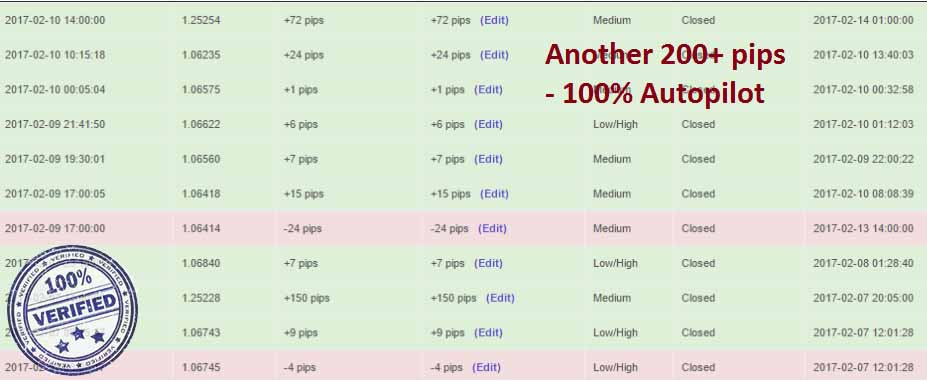 2017-02-10 14:00:00 1.25254 +72 pips +72 pips (Edit) Medium Closed 2017-02-14 01:00:00
2017-02-10 10:15:18 1.06235 +24 pips +24 pips (Edit) 2017-02-10 13:40:03
Another 200+ pips
- 100% Autopilot
2017-02-10 00:05:04 1.06575 +1 pips +1 pips (Edit) 2017-02-10 00:32:58
2017-02-09 21:41:50 1.06622 +6 pips +6 pips (Edit) Low/High Closed 2017-02-10 01:12:03
2017-02-09 19:30:01 1.06560 +7 pips +7 pips (Edit) Medium Closed 2017-02-09 22:00:22
2017-02-09 17:00:05 1.06418 +15 pips +15 pips (Edit) Medium Closed 2017-02-10 08:08:39
2017-02-09 17:00:00 1.06414 -24 pips -24 pips (Edit) Medium Closed 2017-02-13 14:00:00
1.06840 +7 pips +7 pips (Edit) Low/High Closed 2017-02-08 01:28:40
1.25228 +150 pips +150 pips (Edit) Medium Closed 2017-02-07 20:05:00
1.06743 +9 pips +9 pips (Edit) Low/High Closed 2017-02-07 12:01:28
1.06745 -4 pips -4 pips (Edit) Low/High Closed 2017-02-07 12:01:28
VERIFIED VERIFIED VERIFIED
100%
VERIFIED
VERIFIED VERIFIED VERIFIED